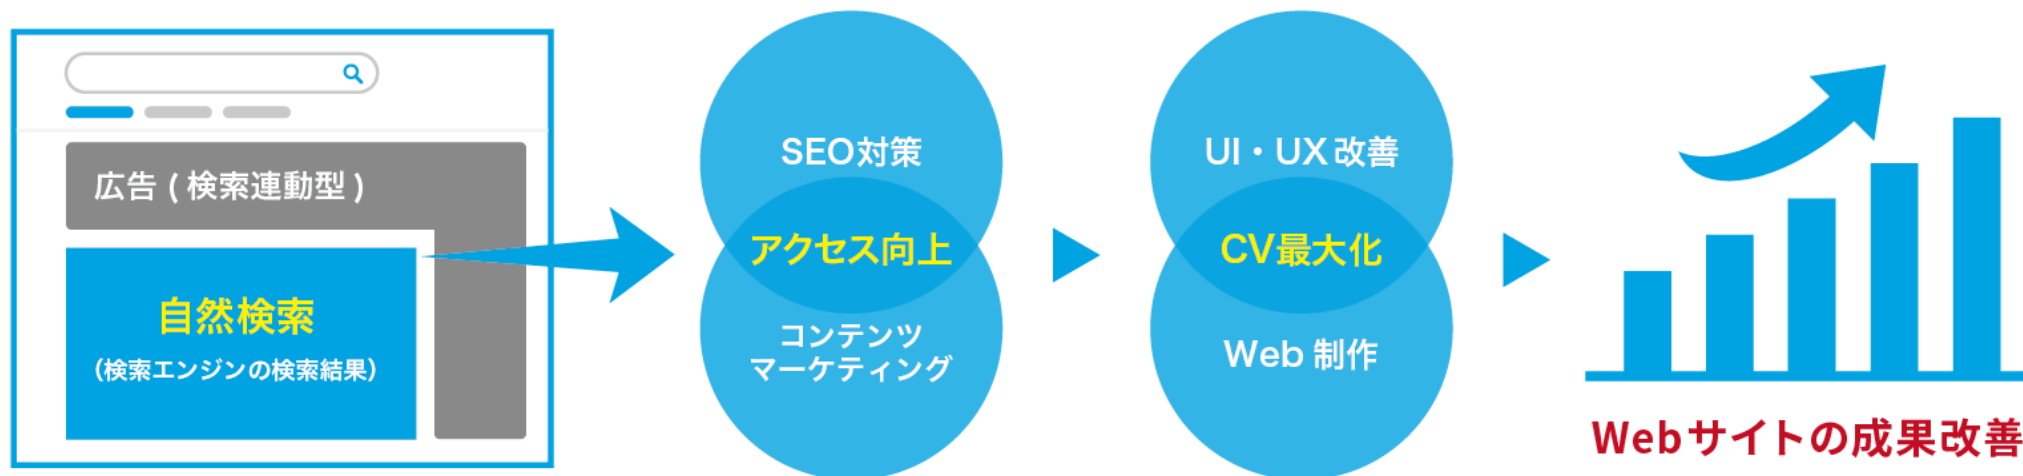 広告 ( 検索連動型 )
自然検索
(検索エンジンの検索結果)
SEO対策
アクセス向上
コンテンツ
マーケティング
UI・UX 改善
CV最大化
Web 制作
Webサイトの成果改善